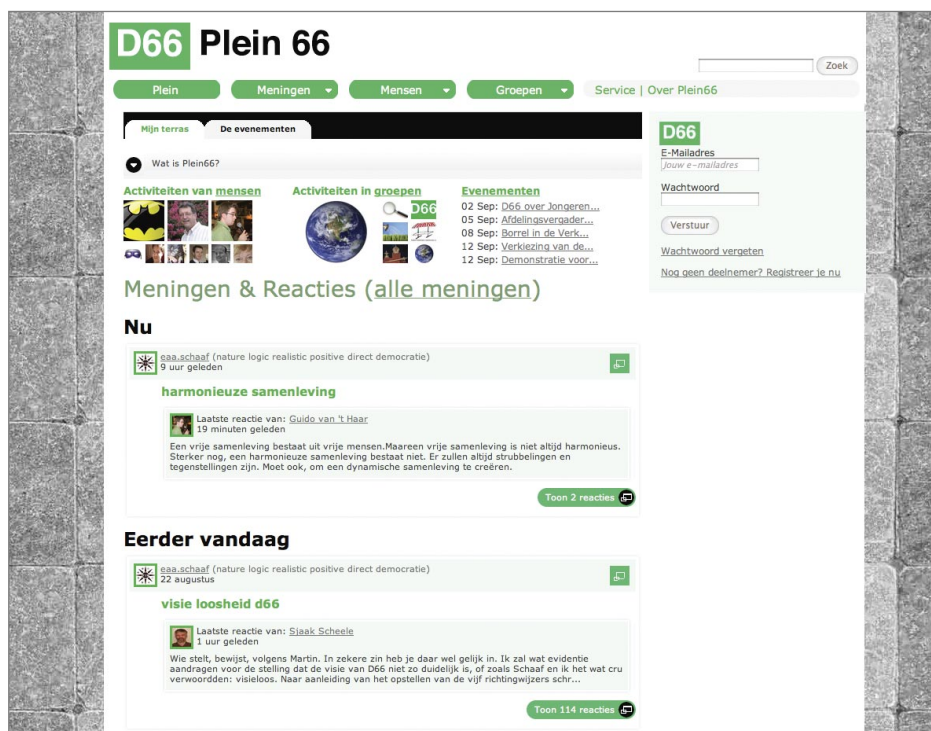 D66 Plein 66
Zoek
Plein Meningen Mensen Groepen Service | Over Plein66
Mijn terras De evenementen
Wat is Plein66?
Activiteiten van mensen
Activiteiten in groepen
D66
Evenementen
02 Sep: D66 over Jongeren...
05 Sep: Afdelingsvergader...
08 Sep: Borrel in de Verk...
12 Sep: Verkiezing van de...
12 Sep: Demonstratie voor...
D66
E-Mailadres
jouw e-mailadres
Wachtwoord
Verstuur
Wachtwoord vergeten
Nog geen deelnemer? Registreer je nu
Meningen & Reacties (alle meningen)
Nu
eaa.schaaf (nature logic realistic positive direct democratie)
9 uur geleden
harmonieuze samenleving
Laatste reactie van: Guido van 't Haar
19 minuten geleden
Een vrije samenleving bestaat uit vrije mensen.Maareen vrije samenleving is niet altijd harmonieus.
Sterker nog, een harmonieuze samenleving bestaat niet. Er zullen altijd strubbelingen en
tegenstellingen zijn. Moet ook, om een dynamische samenleving te creëren.
Toon 2 reacties
Eerder vandaag
eaa.schaaf (nature logic realistic positive direct democratie)
22 augustus
visie loosheid d66
Laatste reactie van: Sjaak Scheele
1 uur geleden
Wie stelt, bewijst, volgens Martin. In zekere zin heb je daar wel gelijk in. Ik zal wat evidentie
aandragen voor de stelling dat de visie van D66 niet zo duidelijk is, of zoals Schaaf en ik het wat cru
verwoordden: visieloos. Naar aanleiding van het opstellen van de vijf richtingwijzers schr...
Toon 114 reacties